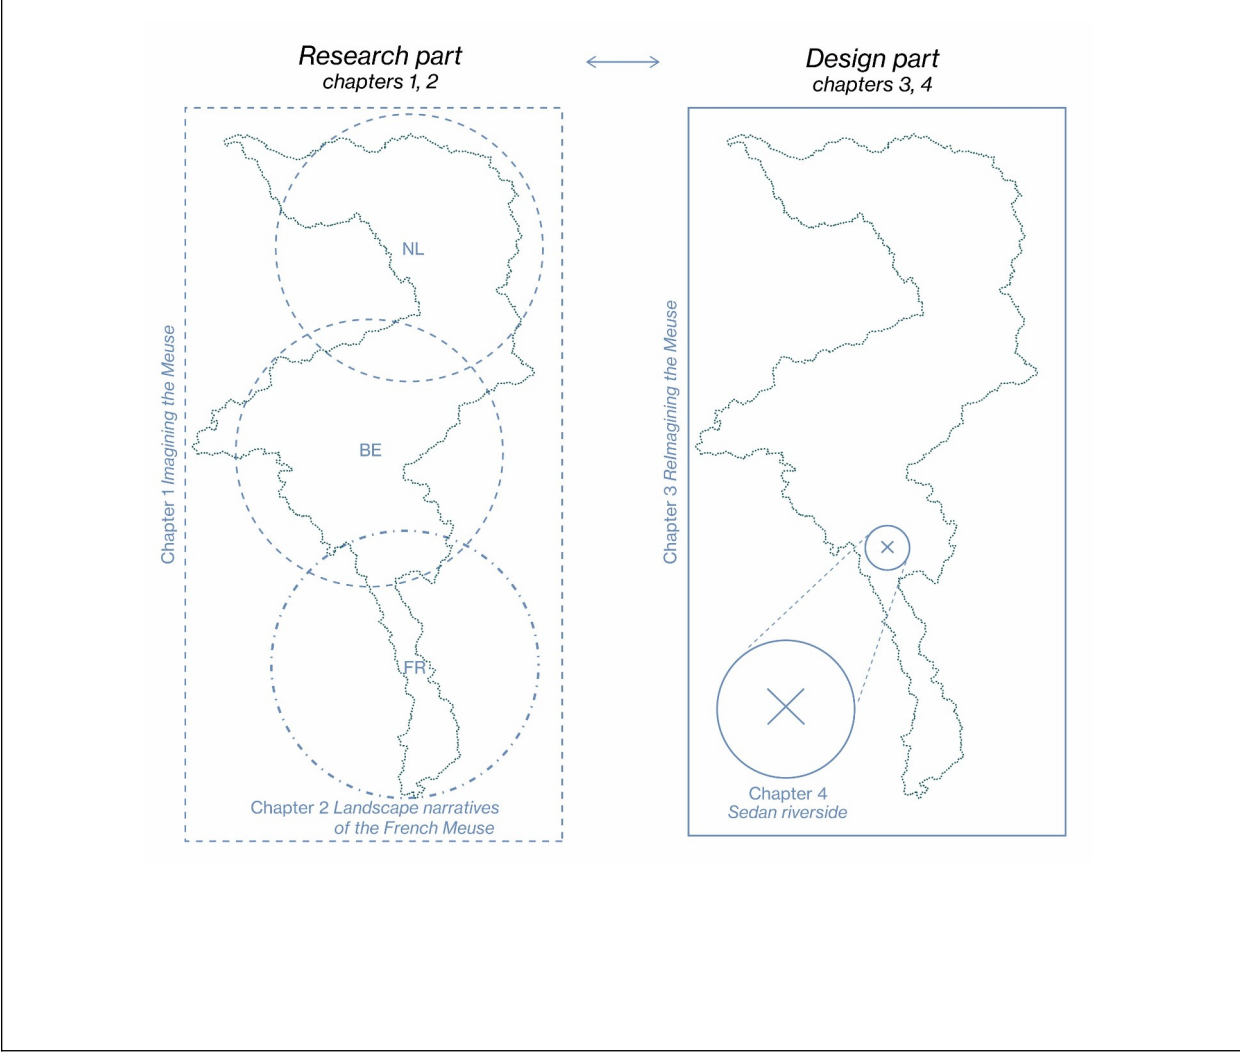 Research part
chapters 1, 2
Design part
chapters 3, 4
Chapter 1 Imagining the Meuse
NL
BE
FR
Chapter 2 Landscape narratives
of the French Meuse
Chapter 3 ReImagining the Meuse
Chapter 4
Sedan riverside